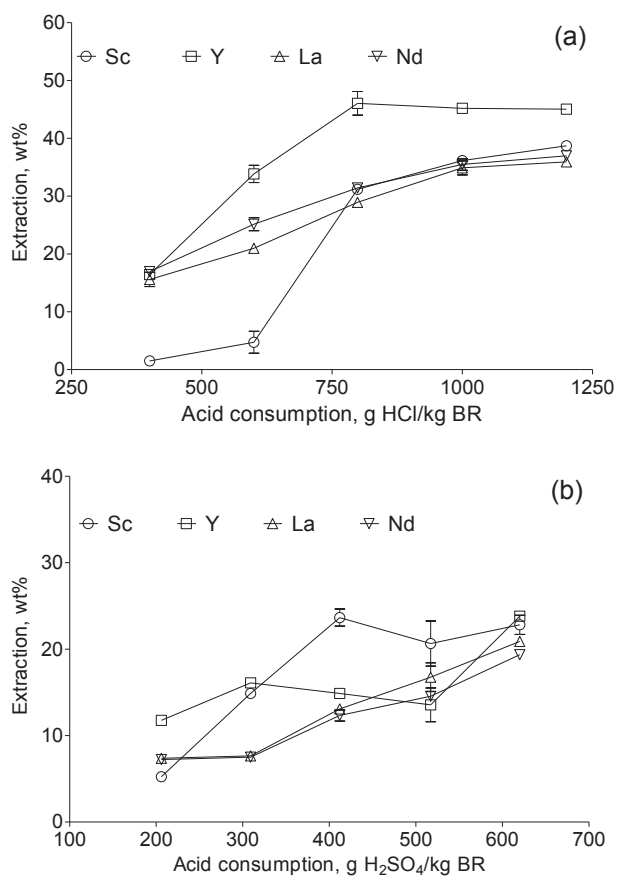 (a)
Sc Y La Nd
60
50
40
30
20
10
0
Extraction, wt%
250 500 750 1000 1250
Acid consumption, g HCl/kg BR
(b)
Sc Y La Nd
40
30
20
10
0
Extraction, wt%
100 200 300 400 500 600 700
Acid consumption, g H₂SO₄/kg BR